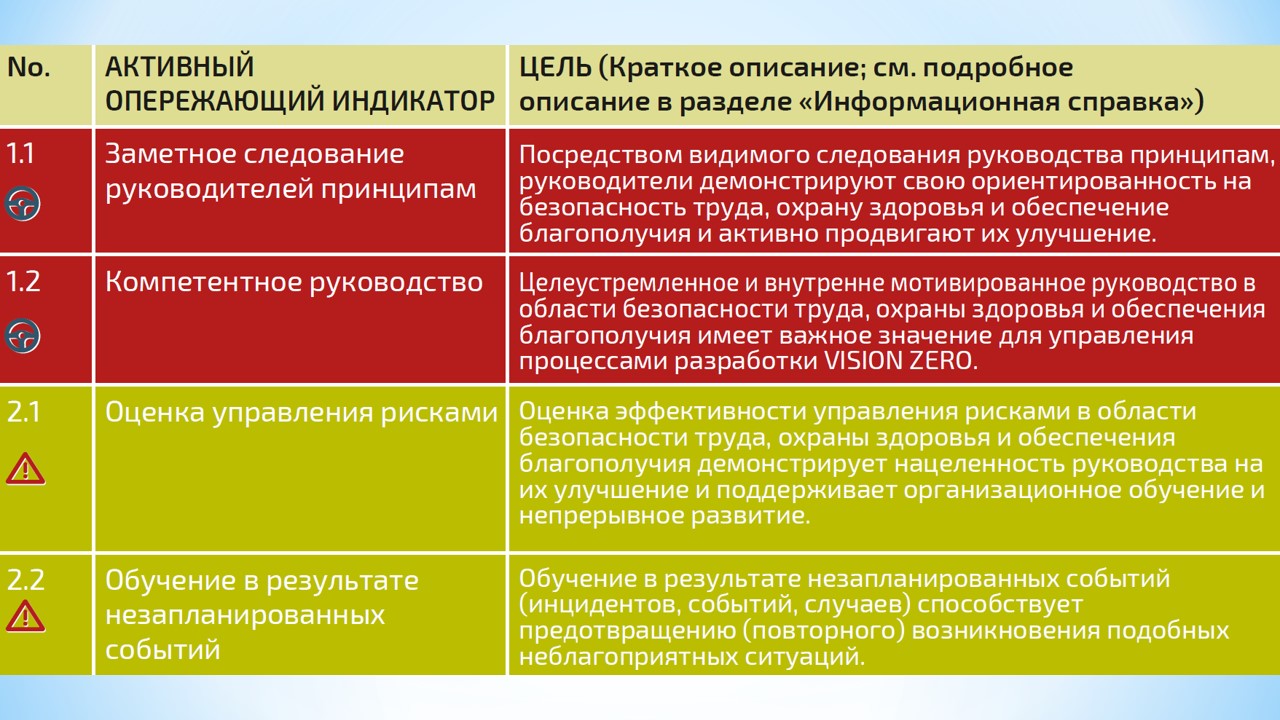 No.
АКТИВНЫЙ
ОПЕРЕЖАЮЩИЙ ИНДИКАТОР
ЦЕЛЬ (Краткое описание; см. подробное
описание в разделе «Информационная справка»)
1.1
Заметное следование
руководителей принципам
Посредством видимого следования руководства принципам,
руководители демонстрируют свою ориентированность на
безопасность труда, охрану здоровья и обеспечение
благополучия и активно продвигают их улучшение.
1.2
Компетентное руководство
Целеустремленное и внутренне мотивированное руководство в
области безопасности труда, охраны здоровья и обеспечения
благополучия имеет важное значение для управления
процессами разработки VISION ZERO.
2.1
Оценка управления рисками
Оценка эффективности управления рисками в области
безопасности труда, охраны здоровья и обеспечения
благополучия демонстрирует нацеленность руководства на
их улучшение и поддерживает организационное обучение и
непрерывное развитие.
2.2
Обучение в результате
незапланированных
событий
Обучение в результате незапланированных событий
(инцидентов, событий, случаев) способствует
предотвращению (повторного) возникновения подобных
неблагоприятных ситуаций.